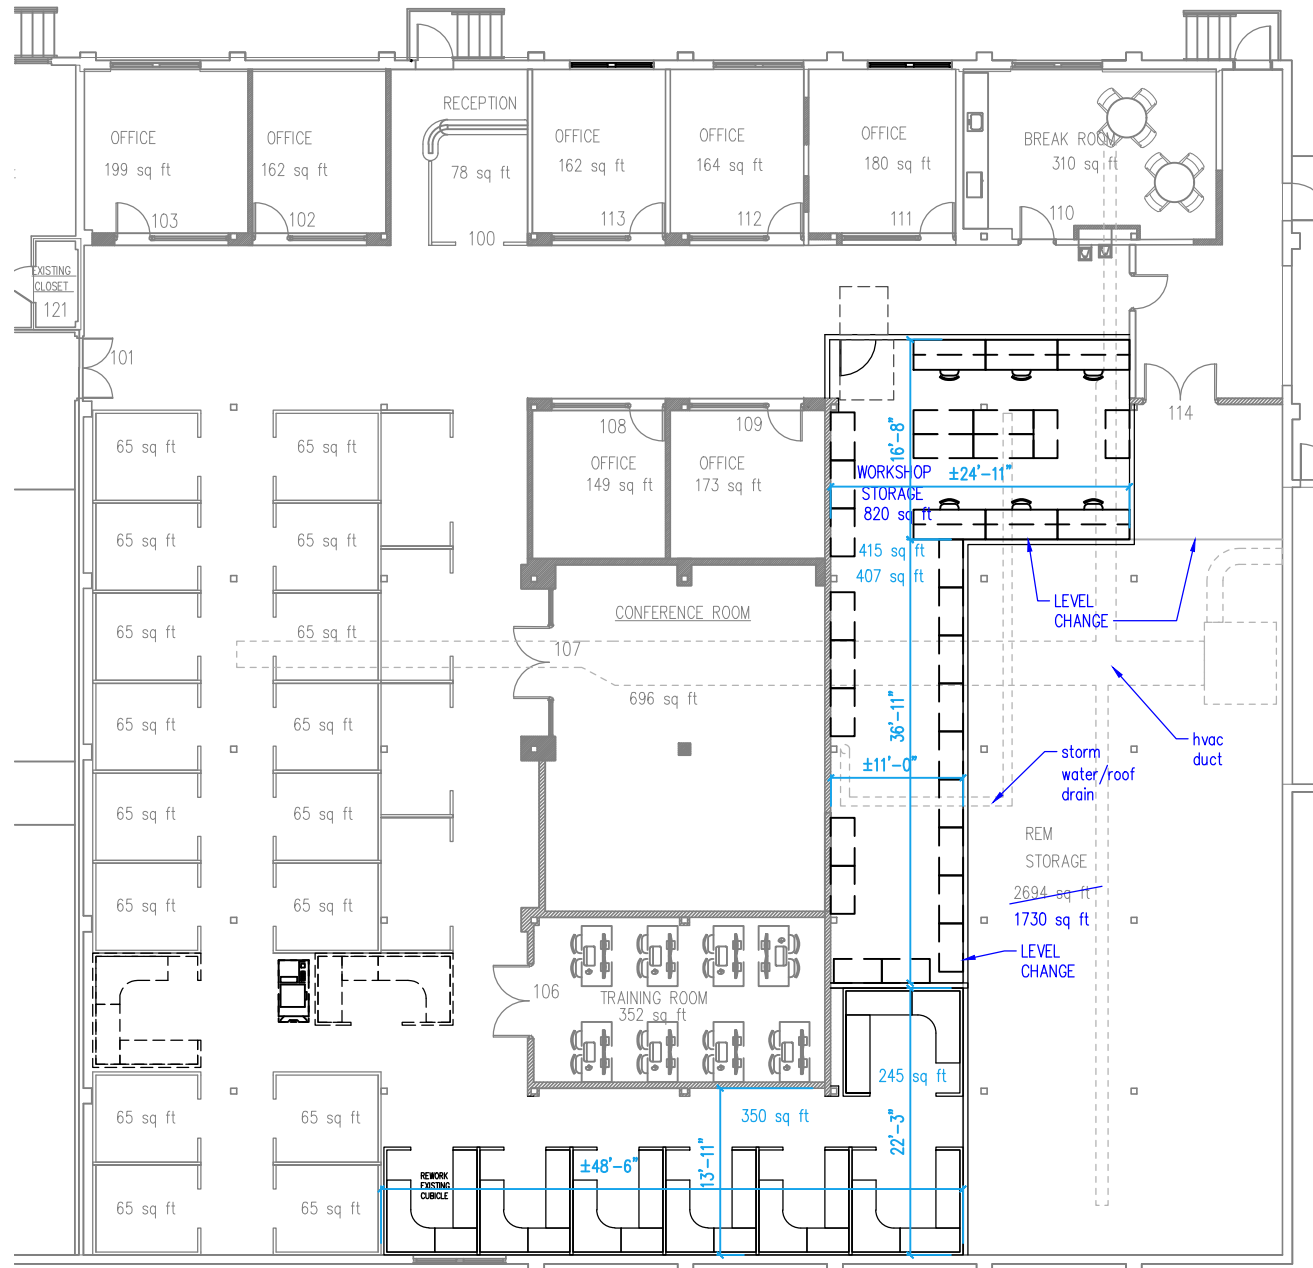 RECEPTION
OFFICE
199 sq ft
103
OFFICE
162 sq ft
102
78 sq ft
100
OFFICE
162 sq ft
113
OFFICE
164 sq ft
112
OFFICE
180 sq ft
111
BREAK ROOM
310 sq ft
110
EXISTING
CLOSET
121
101
114
108
OFFICE
149 sq ft
109
OFFICE
173 sq ft
16'-8"
WORKSHOP
STORAGE
820 sq ft
±24'-11"
415 sq ft
407 sq ft
LEVEL
CHANGE
65 sq ft
65 sq ft
65 sq ft
65 sq ft
65 sq ft
65 sq ft
65 sq ft
65 sq ft
65 sq ft
65 sq ft
65 sq ft
65 sq ft
CONFERENCE ROOM
107
696 sq ft
36'-11"
±11'-0"
hvac
duct
storm
water/roof
drain
REM
STORAGE
2694 sq ft
1730 sq ft
LEVEL
CHANGE
106
TRAINING ROOM
352 sq ft
245 sq ft
350 sq ft
22'-3"
13'-11"
±48'-6"
REWORK
EXISTING
CUBICLE
65 sq ft
65 sq ft
65 sq ft
65 sq ft